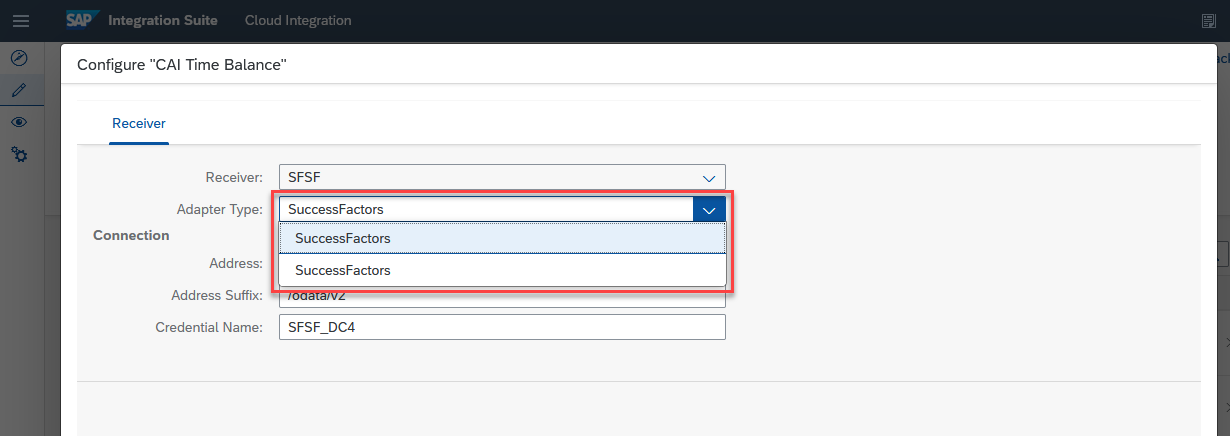 SAP Integration Suite Cloud Integration
Configure "CAI Time Balance"
Receiver
Receiver: SFSF
Adapter Type: SuccessFactors
SuccessFactors
Connection
SuccessFactors
Address:
Address Suffix: /odata/v2
Credential Name: SFSF_DC4